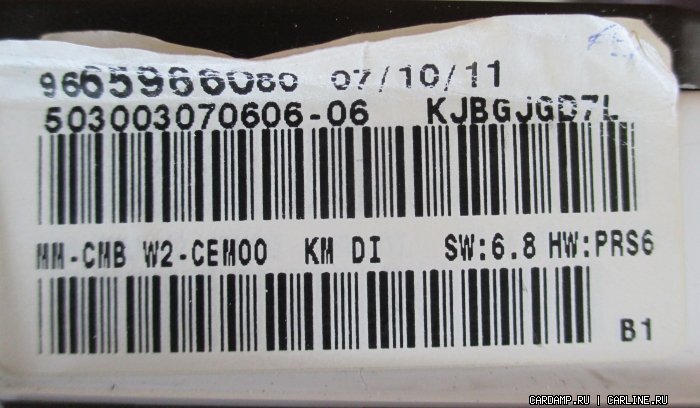 9665966080 07/10/11
503003070606-06 KJBGJGD7L
MM-CMB W2-CEM00 KM DI SW:6.8 HW:PRS6
B1
CARDAMP.RU / CARLINE.RU